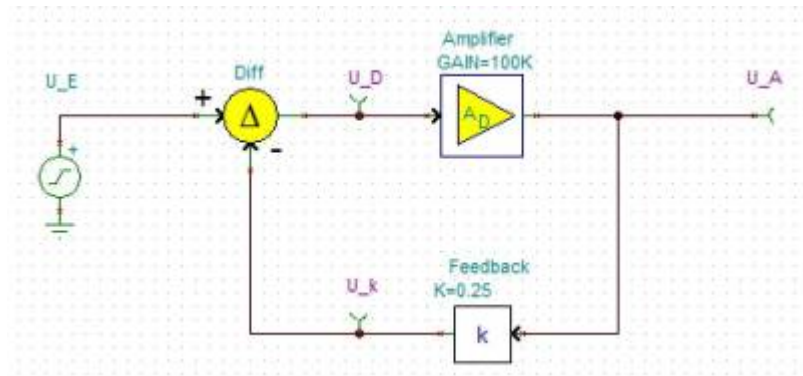 Amplifier
GAIN=100K
U_E
Diff
U_D
U_A
+
Δ
A_D
+
-
Feedback
K=0.25
U_k
k